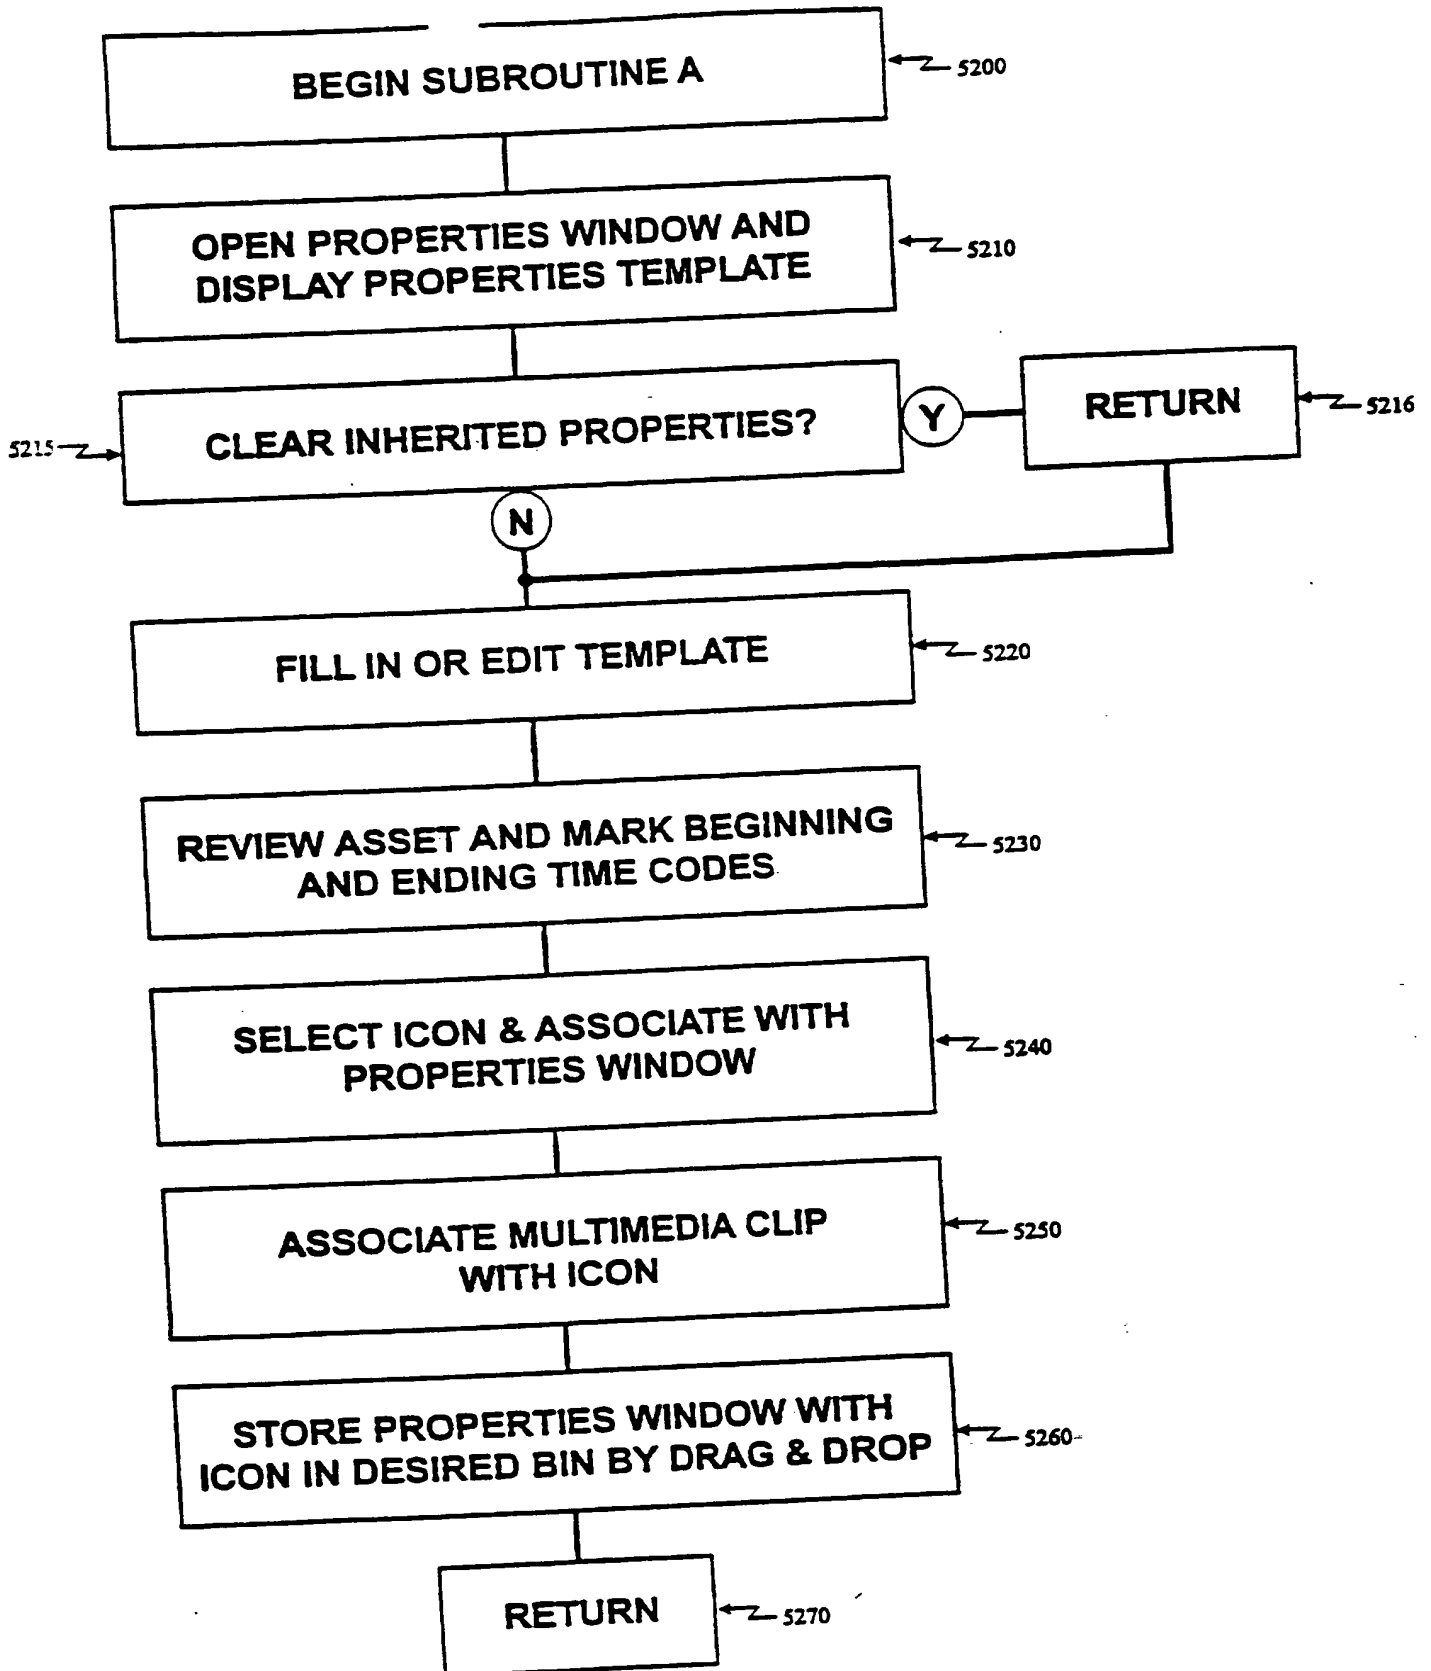 BEGIN SUBROUTINE A
5200
OPEN PROPERTIES WINDOW AND
DISPLAY PROPERTIES TEMPLATE
5210
5215
CLEAR INHERITED PROPERTIES?
Y
RETURN
5216
N
FILL IN OR EDIT TEMPLATE
5220
REVIEW ASSET AND MARK BEGINNING
AND ENDING TIME CODES
5230
SELECT ICON & ASSOCIATE WITH
PROPERTIES WINDOW
5240
ASSOCIATE MULTIMEDIA CLIP
WITH ICON
5250
STORE PROPERTIES WINDOW WITH
ICON IN DESIRED BIN BY DRAG & DROP
5260
RETURN
5270